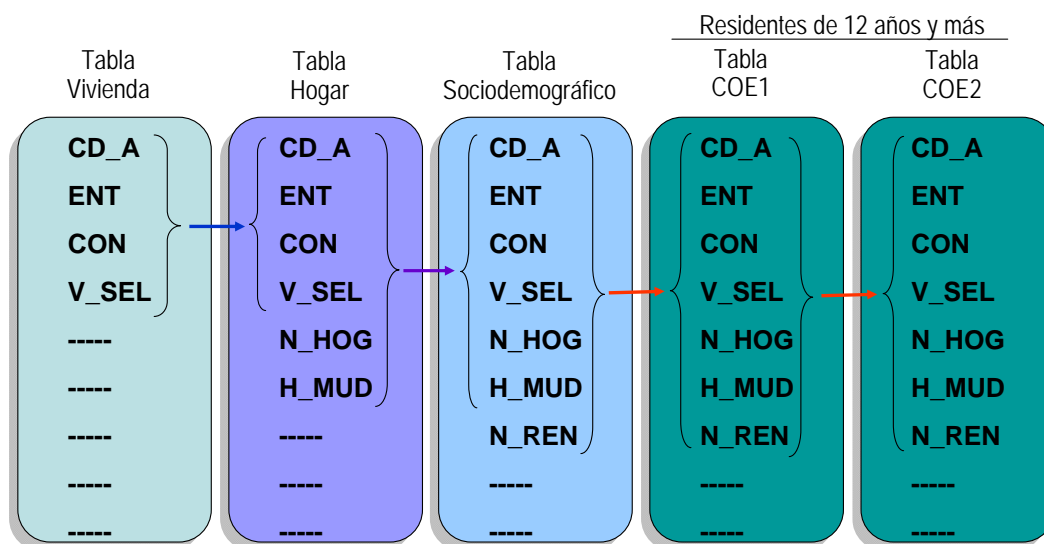 Residentes de 12 años y más
Tabla
Vivienda
Tabla
Hogar
Tabla
Sociodemográfico
Tabla
COE1
Tabla
COE2
CD_A
ENT
CON
V_SEL
-----
-----
-----
-----
-----
CD_A
ENT
CON
V_SEL
N_HOG
H_MUD
-----
-----
-----
CD_A
ENT
CON
V_SEL
N_HOG
H_MUD
N_REN
-----
-----
CD_A
ENT
CON
V_SEL
N_HOG
H_MUD
N_REN
-----
-----
CD_A
ENT
CON
V_SEL
N_HOG
H_MUD
N_REN
-----
-----